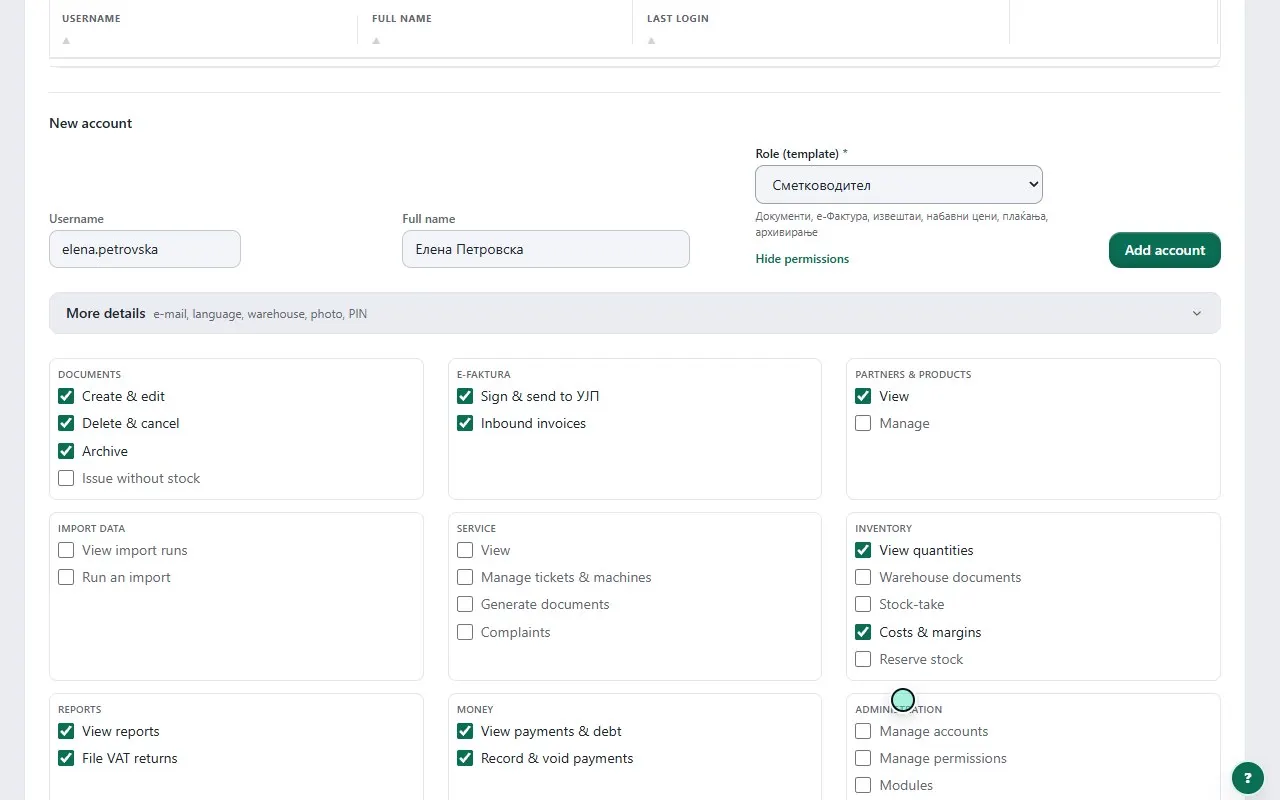 USERNAME
FULL NAME
LAST LOGIN
New account
Role (template) *
Сметководител
Документи, е-Фактура, извештаи, набавни цени, плаќања,
архивирање
Hide permissions
Username
elena.petrovska
Full name
Елена Петровска
Add account
More details e-mail, language, warehouse, photo, PIN
DOCUMENTS
Create & edit
Delete & cancel
Archive
Issue without stock
E-FAKTURA
Sign & send to УЈП
Inbound invoices
PARTNERS & PRODUCTS
View
Manage
IMPORT DATA
View import runs
Run an import
SERVICE
View
Manage tickets & machines
Generate documents
Complaints
INVENTORY
View quantities
Warehouse documents
Stock-take
Costs & margins
Reserve stock
REPORTS
View reports
File VAT returns
MONEY
View payments & debt
Record & void payments
ADMINISTRATION
Manage accounts
Manage permissions
Modules
?